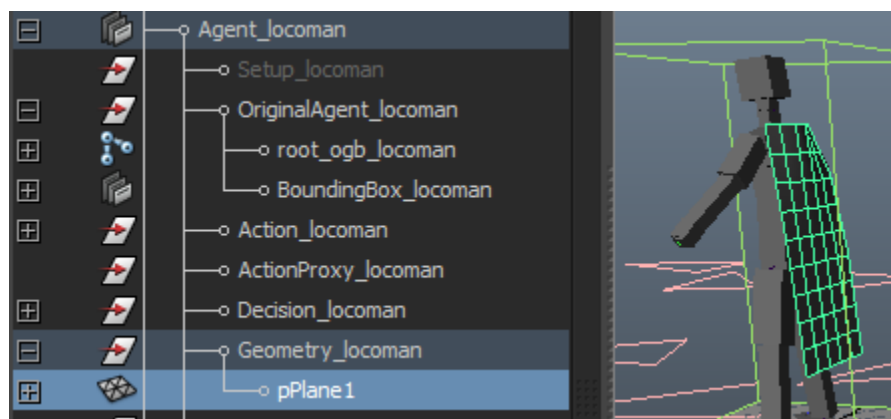 Agent_locoman
Setup_locoman
OriginalAgent_locoman
root_ogb_locoman
BoundingBox_locoman
Action_locoman
ActionProxy_locoman
Decision_locoman
Geometry_locoman
pPlane1